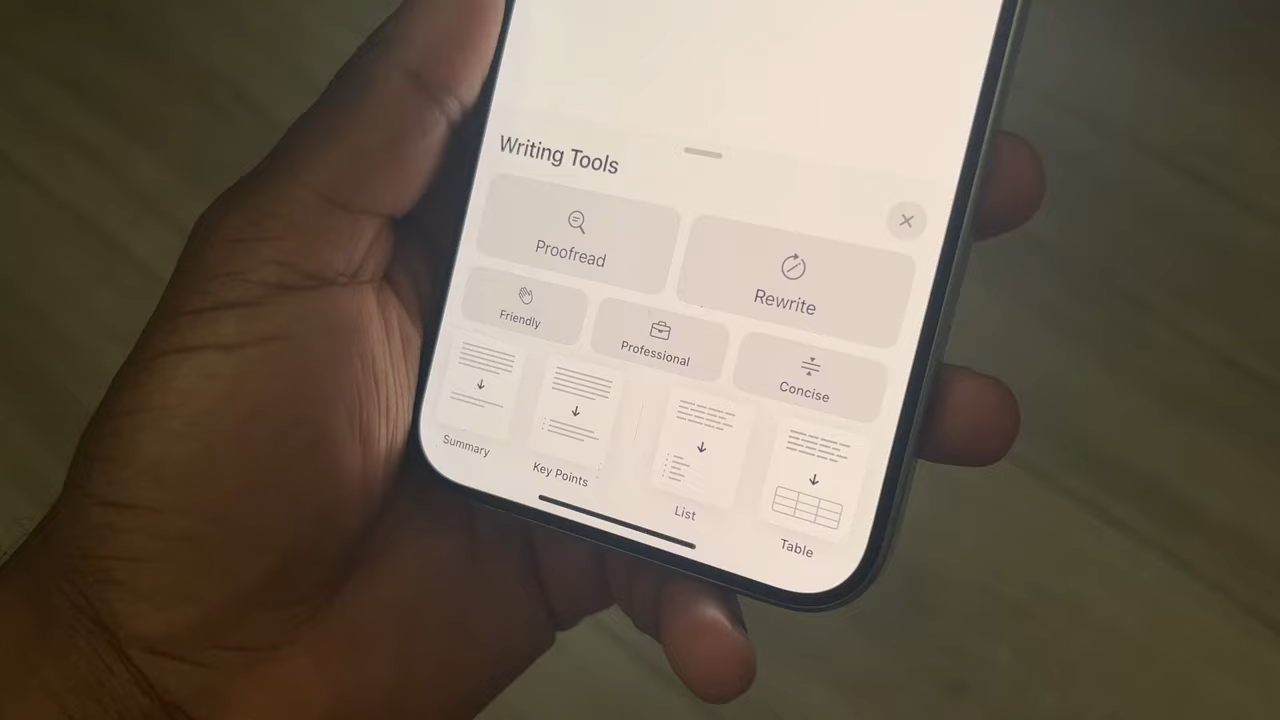 Writing Tools
Proofread
Rewrite
Friendly
Professional
Concise
Summary
Key Points
List
Table